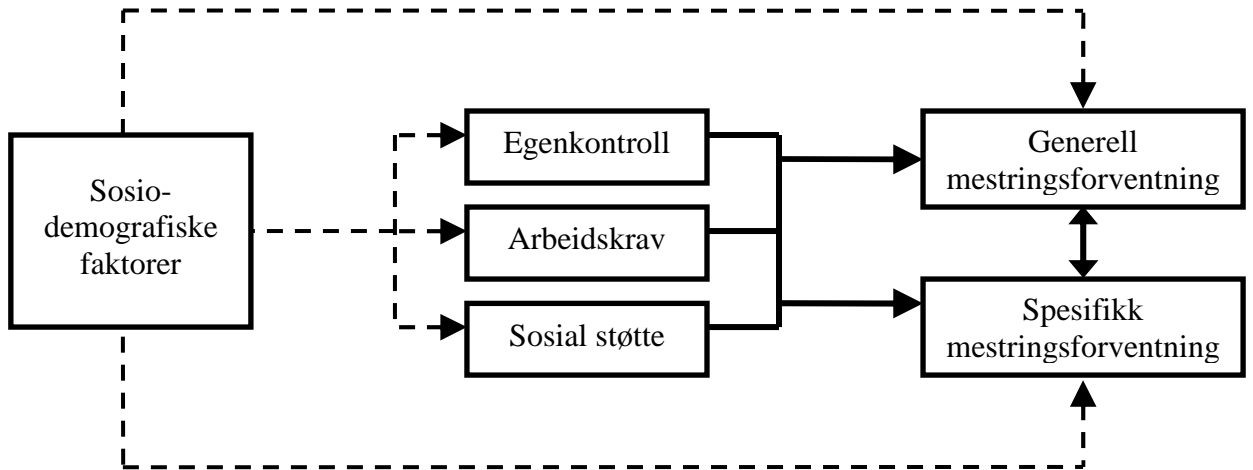 Sosio-
demografiske
faktorer
Egenkontroll
Arbeidskrav
Sosial støtte
Generell
mestringsforventning
Spesifikk
mestringsforventning